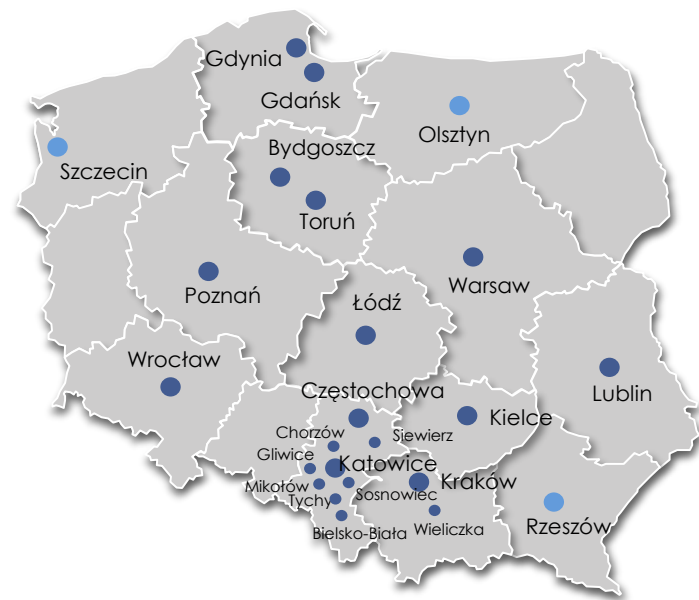 Gdynia
Gdańsk
Olsztyn
Bydgoszcz
Szczecin
Toruń
Warsaw
Poznań
Łódź
Wrocław
Lublin
Częstochowa
Kielce
Chorzów
Siewierz
Gliwice
Katowice
Mikołów
Sosnowiec
Kraków
Tychy
Rzeszów
Bielsko-Biała
Wieliczka